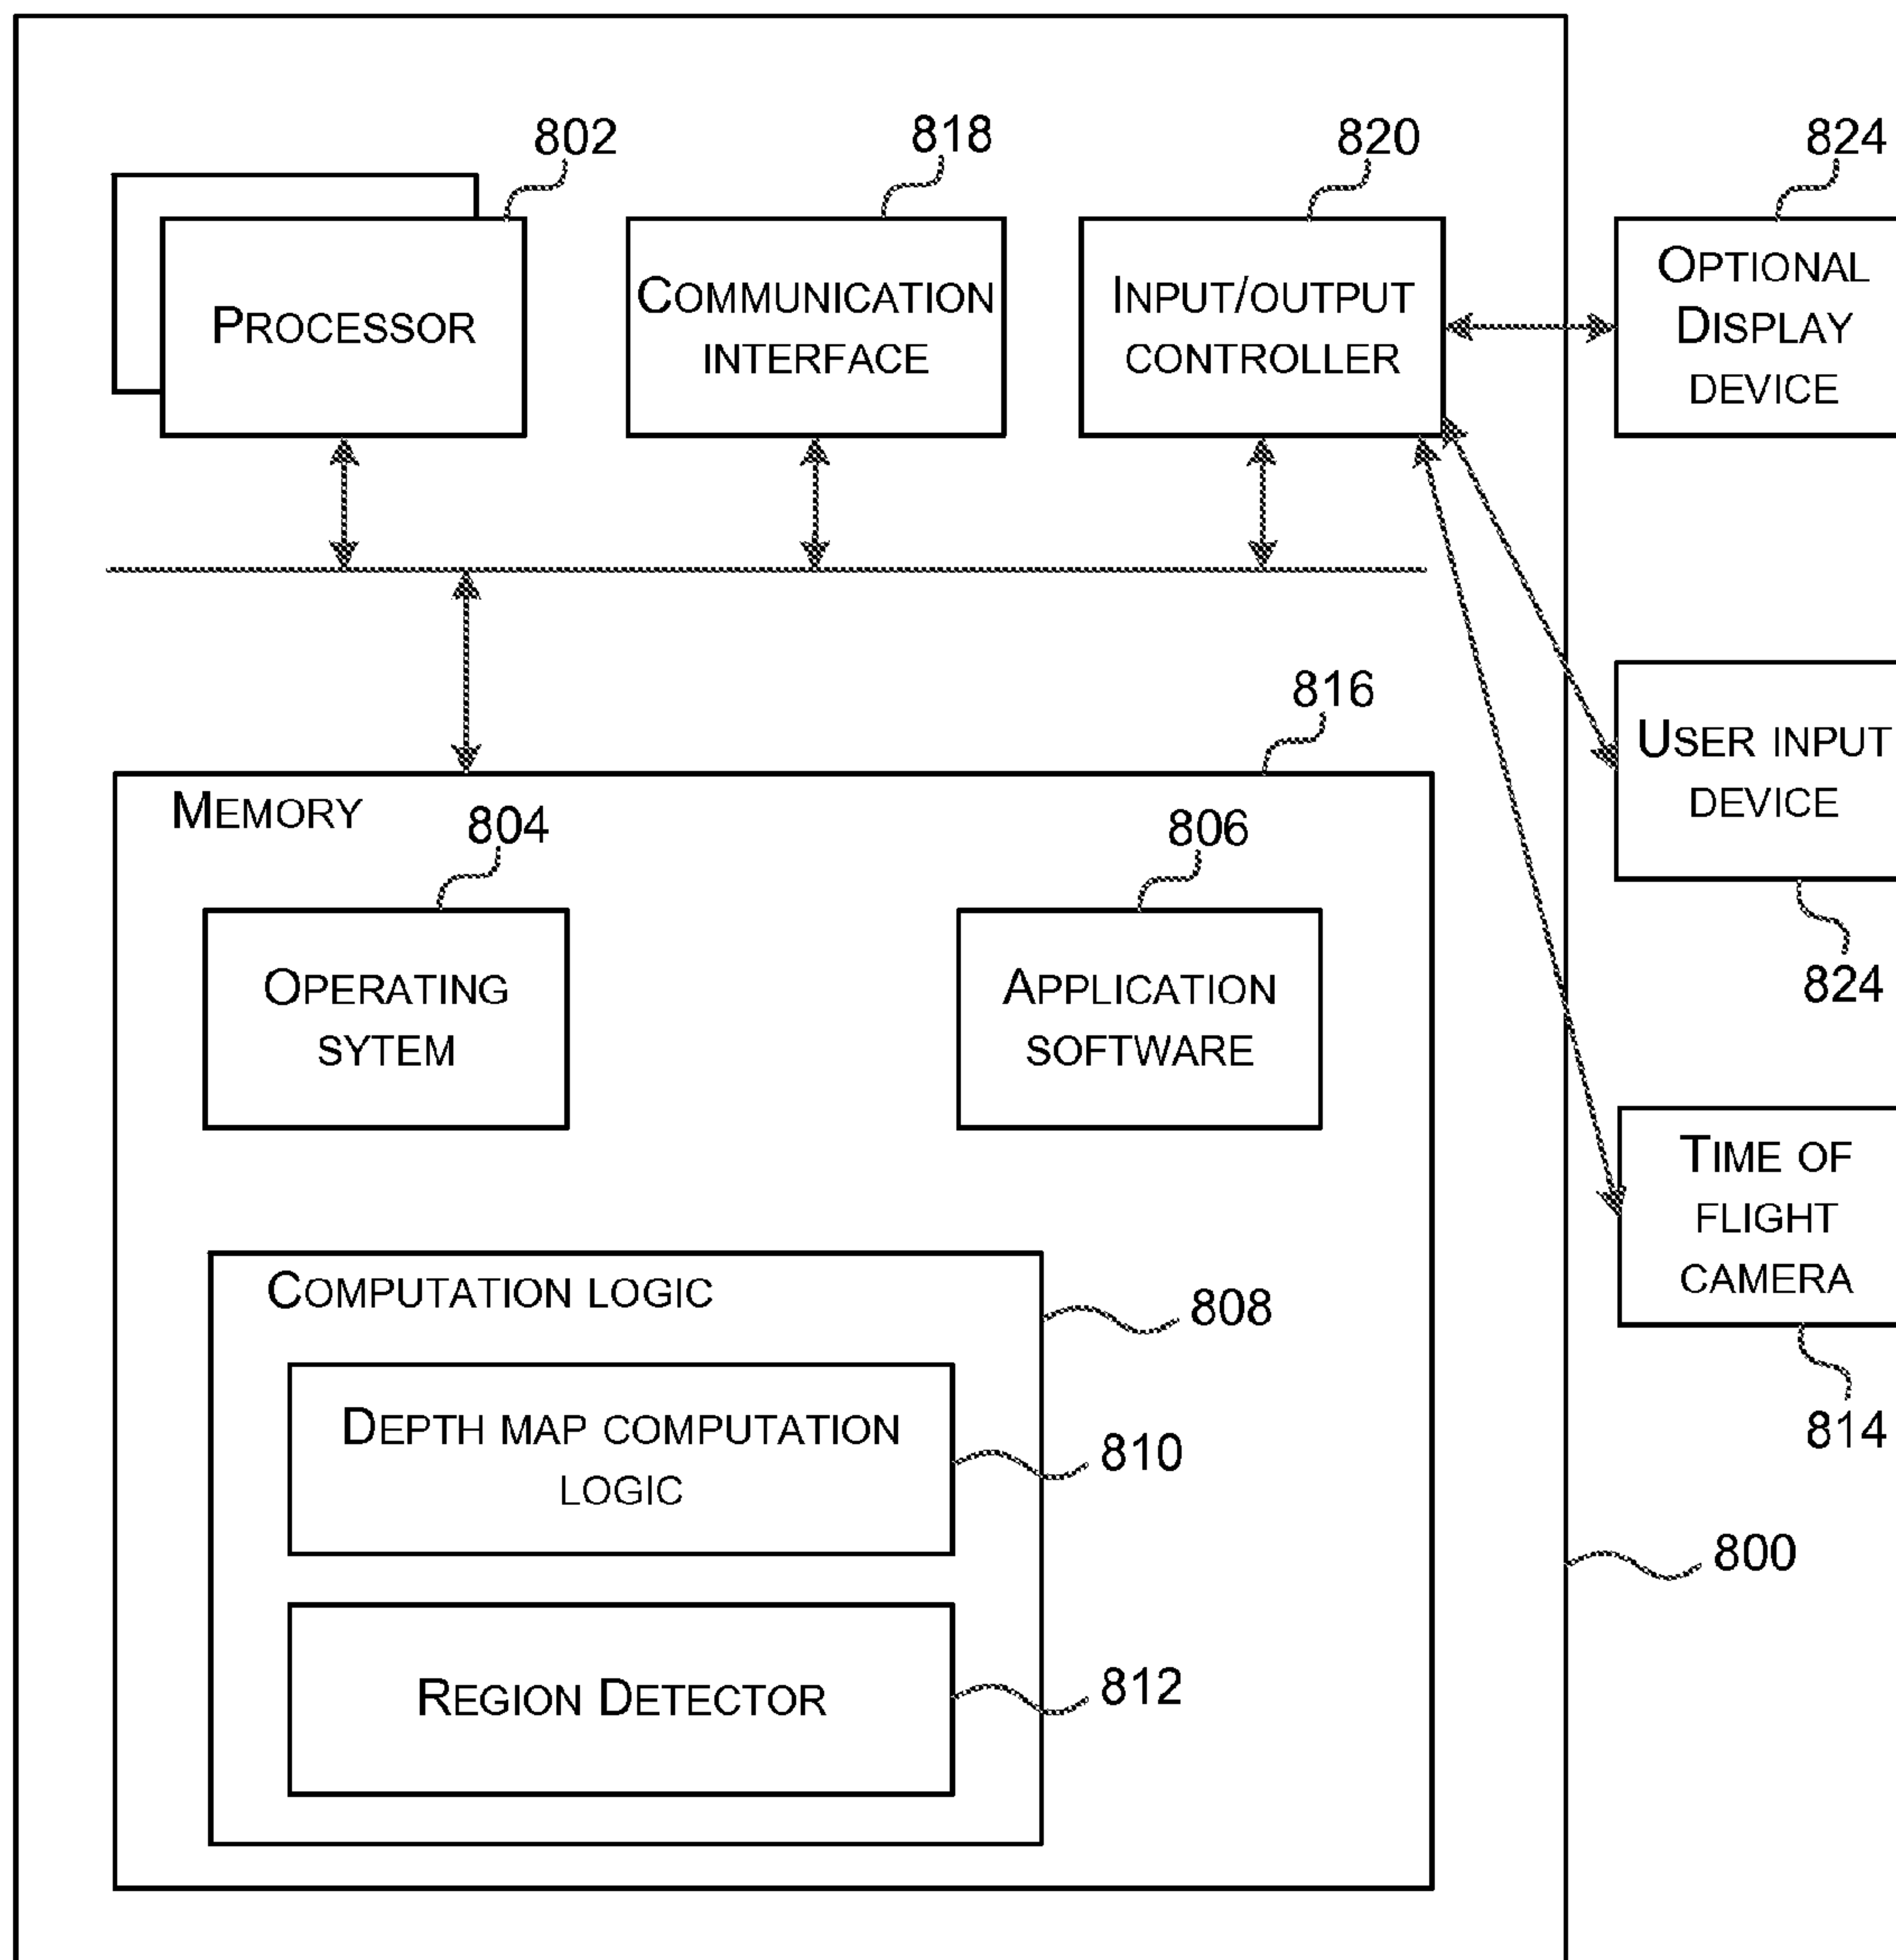 802
818
820
824
PROCESSOR
COMMUNICATION
INTERFACE
INPUT/OUTPUT
CONTROLLER
OPTIONAL
DISPLAY
DEVICE
816
USER INPUT
DEVICE
824
MEMORY
804
806
OPERATING
SYTEM
APPLICATION
SOFTWARE
TIME OF
FLIGHT
CAMERA
814
COMPUTATION LOGIC
808
DEPTH MAP COMPUTATION
LOGIC
810
800
REGION DETECTOR
812